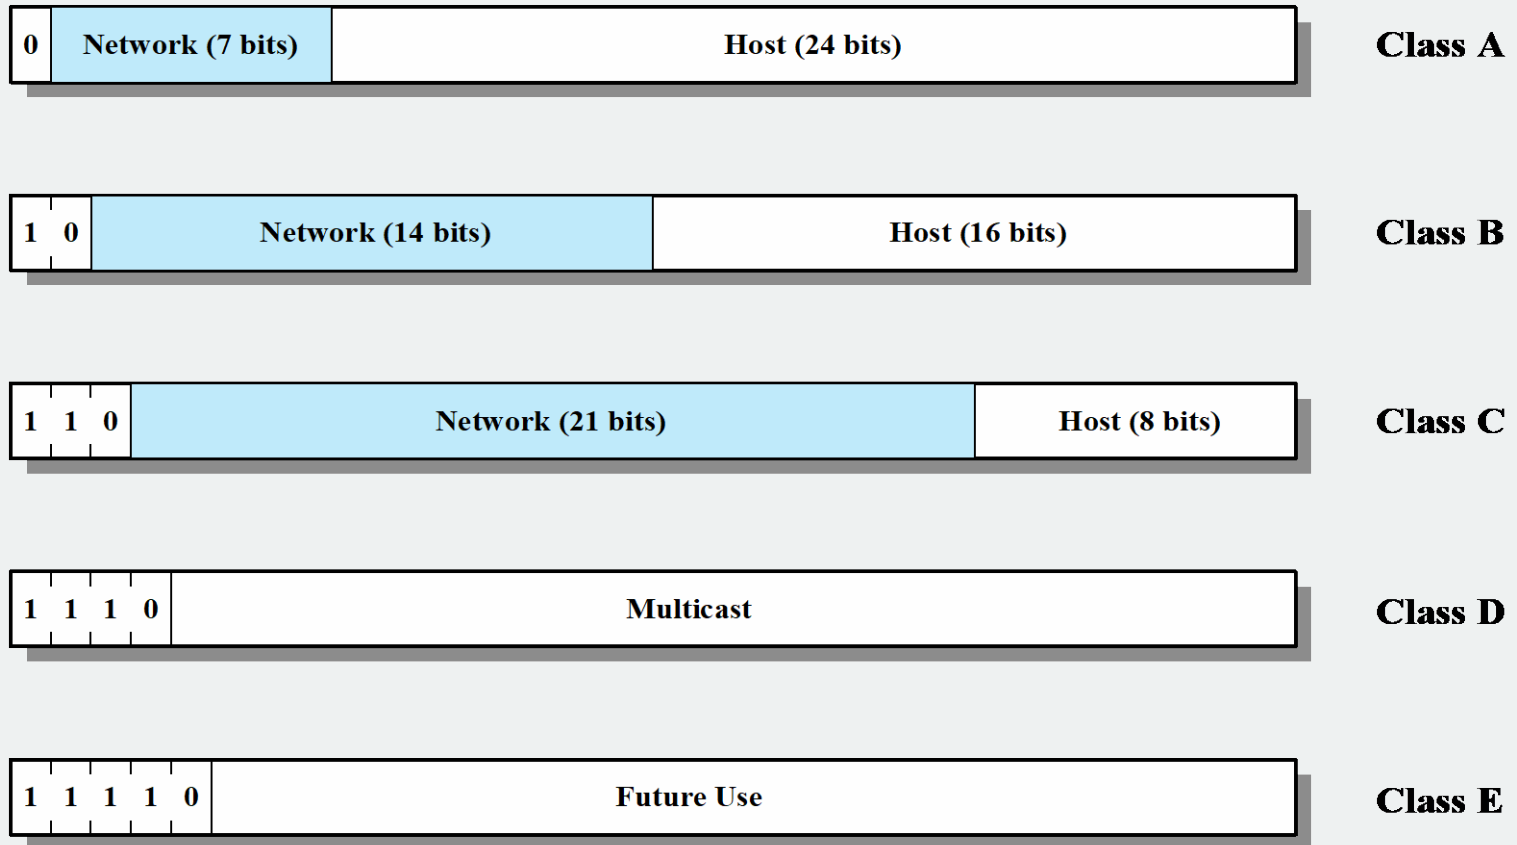 0 Network (7 bits) Host (24 bits) Class A
1 0 Network (14 bits) Host (16 bits) Class B
1 1 0 Network (21 bits) Host (8 bits) Class C
1 1 1 0 Multicast Class D
1 1 1 1 0 Future Use Class E